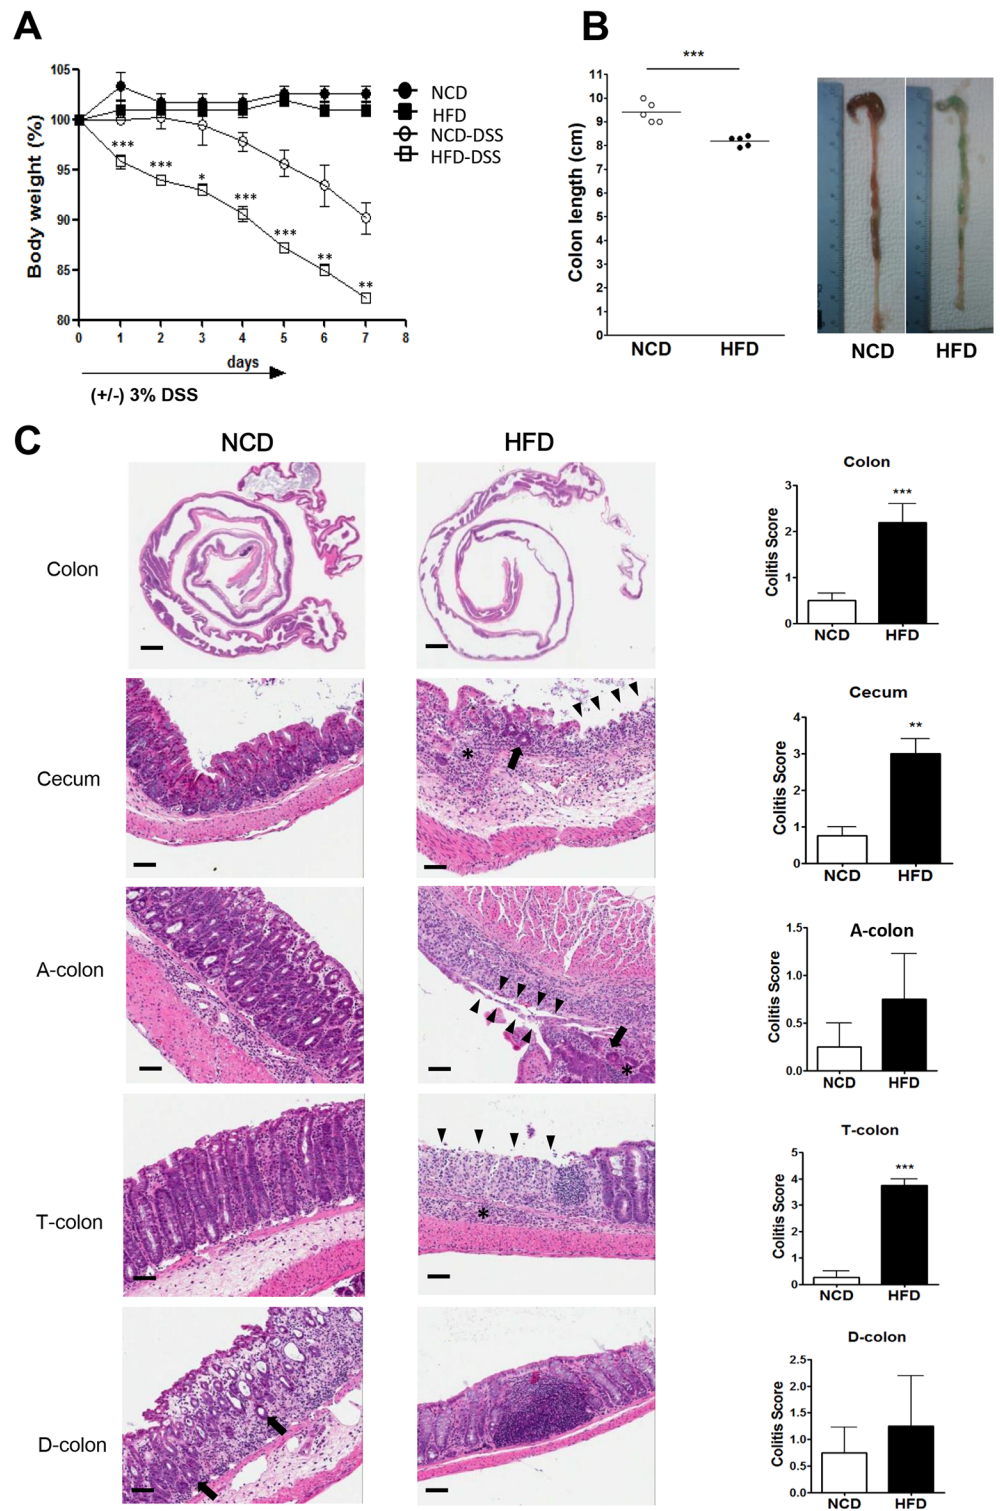 A
105
100
95
90
85
80
Body weight (%)
0 1 2 3 4 5 6 7 8
days
(+/-) 3% DSS
***
***
*
***
***
**
**
NCD
HFD
NCD-DSS
HFD-DSS
B
***
11
10
9
8
7
6
5
4
3
2
1
0
Colon length (cm)
NCD HFD
NCD HFD
C
NCD HFD
Colon
Colon
Colitis Score
3
2
1
0
***
NCD HFD
Cecum
*
Cecum
Colitis Score
4
3
2
1
0
**
NCD HFD
A-colon
*
A-colon
Colitis Score
1.5
1.0
0.5
0.0
NCD HFD
T-colon
*
T-colon
Colitis Score
5
4
3
2
1
0
***
NCD HFD
D-colon
D-colon
Colitis Score
2.5
2.0
1.5
1.0
0.5
0.0
NCD HFD